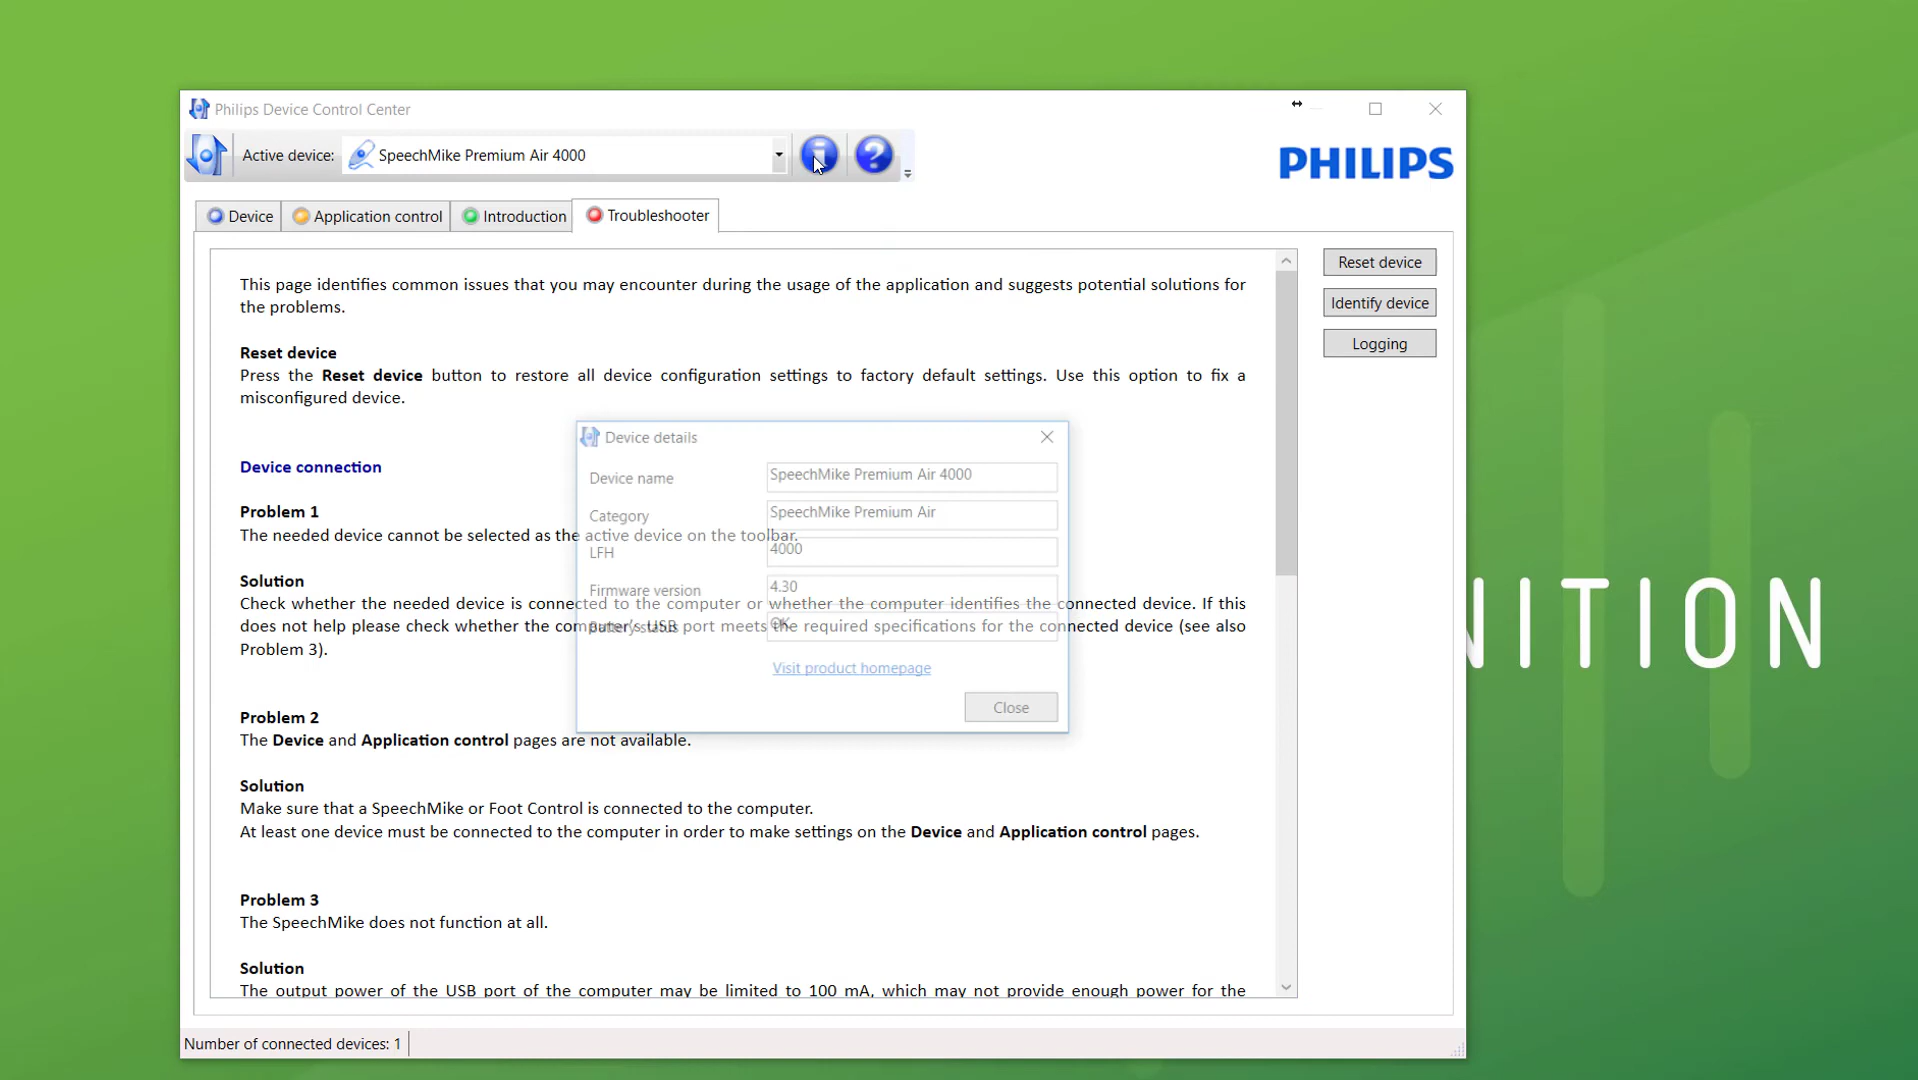 Philips Device Control Center
Active device: SpeechMike Premium Air 4000
PHILIPS
Device Application control Introduction Troubleshooter
This page identifies common issues that you may encounter during the usage of the application and suggests potential solutions for
the problems.
Reset device
Press the Reset device button to restore all device configuration settings to factory default settings. Use this option to fix a
misconfigured device.
Device connection
Problem 1
The needed device cannot be selected as the active device on the toolbar.
Solution
Check whether the needed device is connected to the computer or whether the computer identifies the connected device. If this
does not help please check whether the computer's USB port meets the required specifications for the connected device (see also
Problem 3).
Problem 2
The Device and Application control pages are not available.
Solution
Make sure that a SpeechMike or Foot Control is connected to the computer.
At least one device must be connected to the computer in order to make settings on the Device and Application control pages.
Problem 3
The SpeechMike does not function at all.
Solution
The output power of the USB port of the computer may be limited to 100 mA, which may not provide enough power for the
Device details
Device name SpeechMike Premium Air 4000
Category SpeechMike Premium Air
LFH 4000
Firmware version 4.30
Battery status OK
Visit product homepage
Close
Reset device
Identify device
Logging
NITION
Number of connected devices: 1